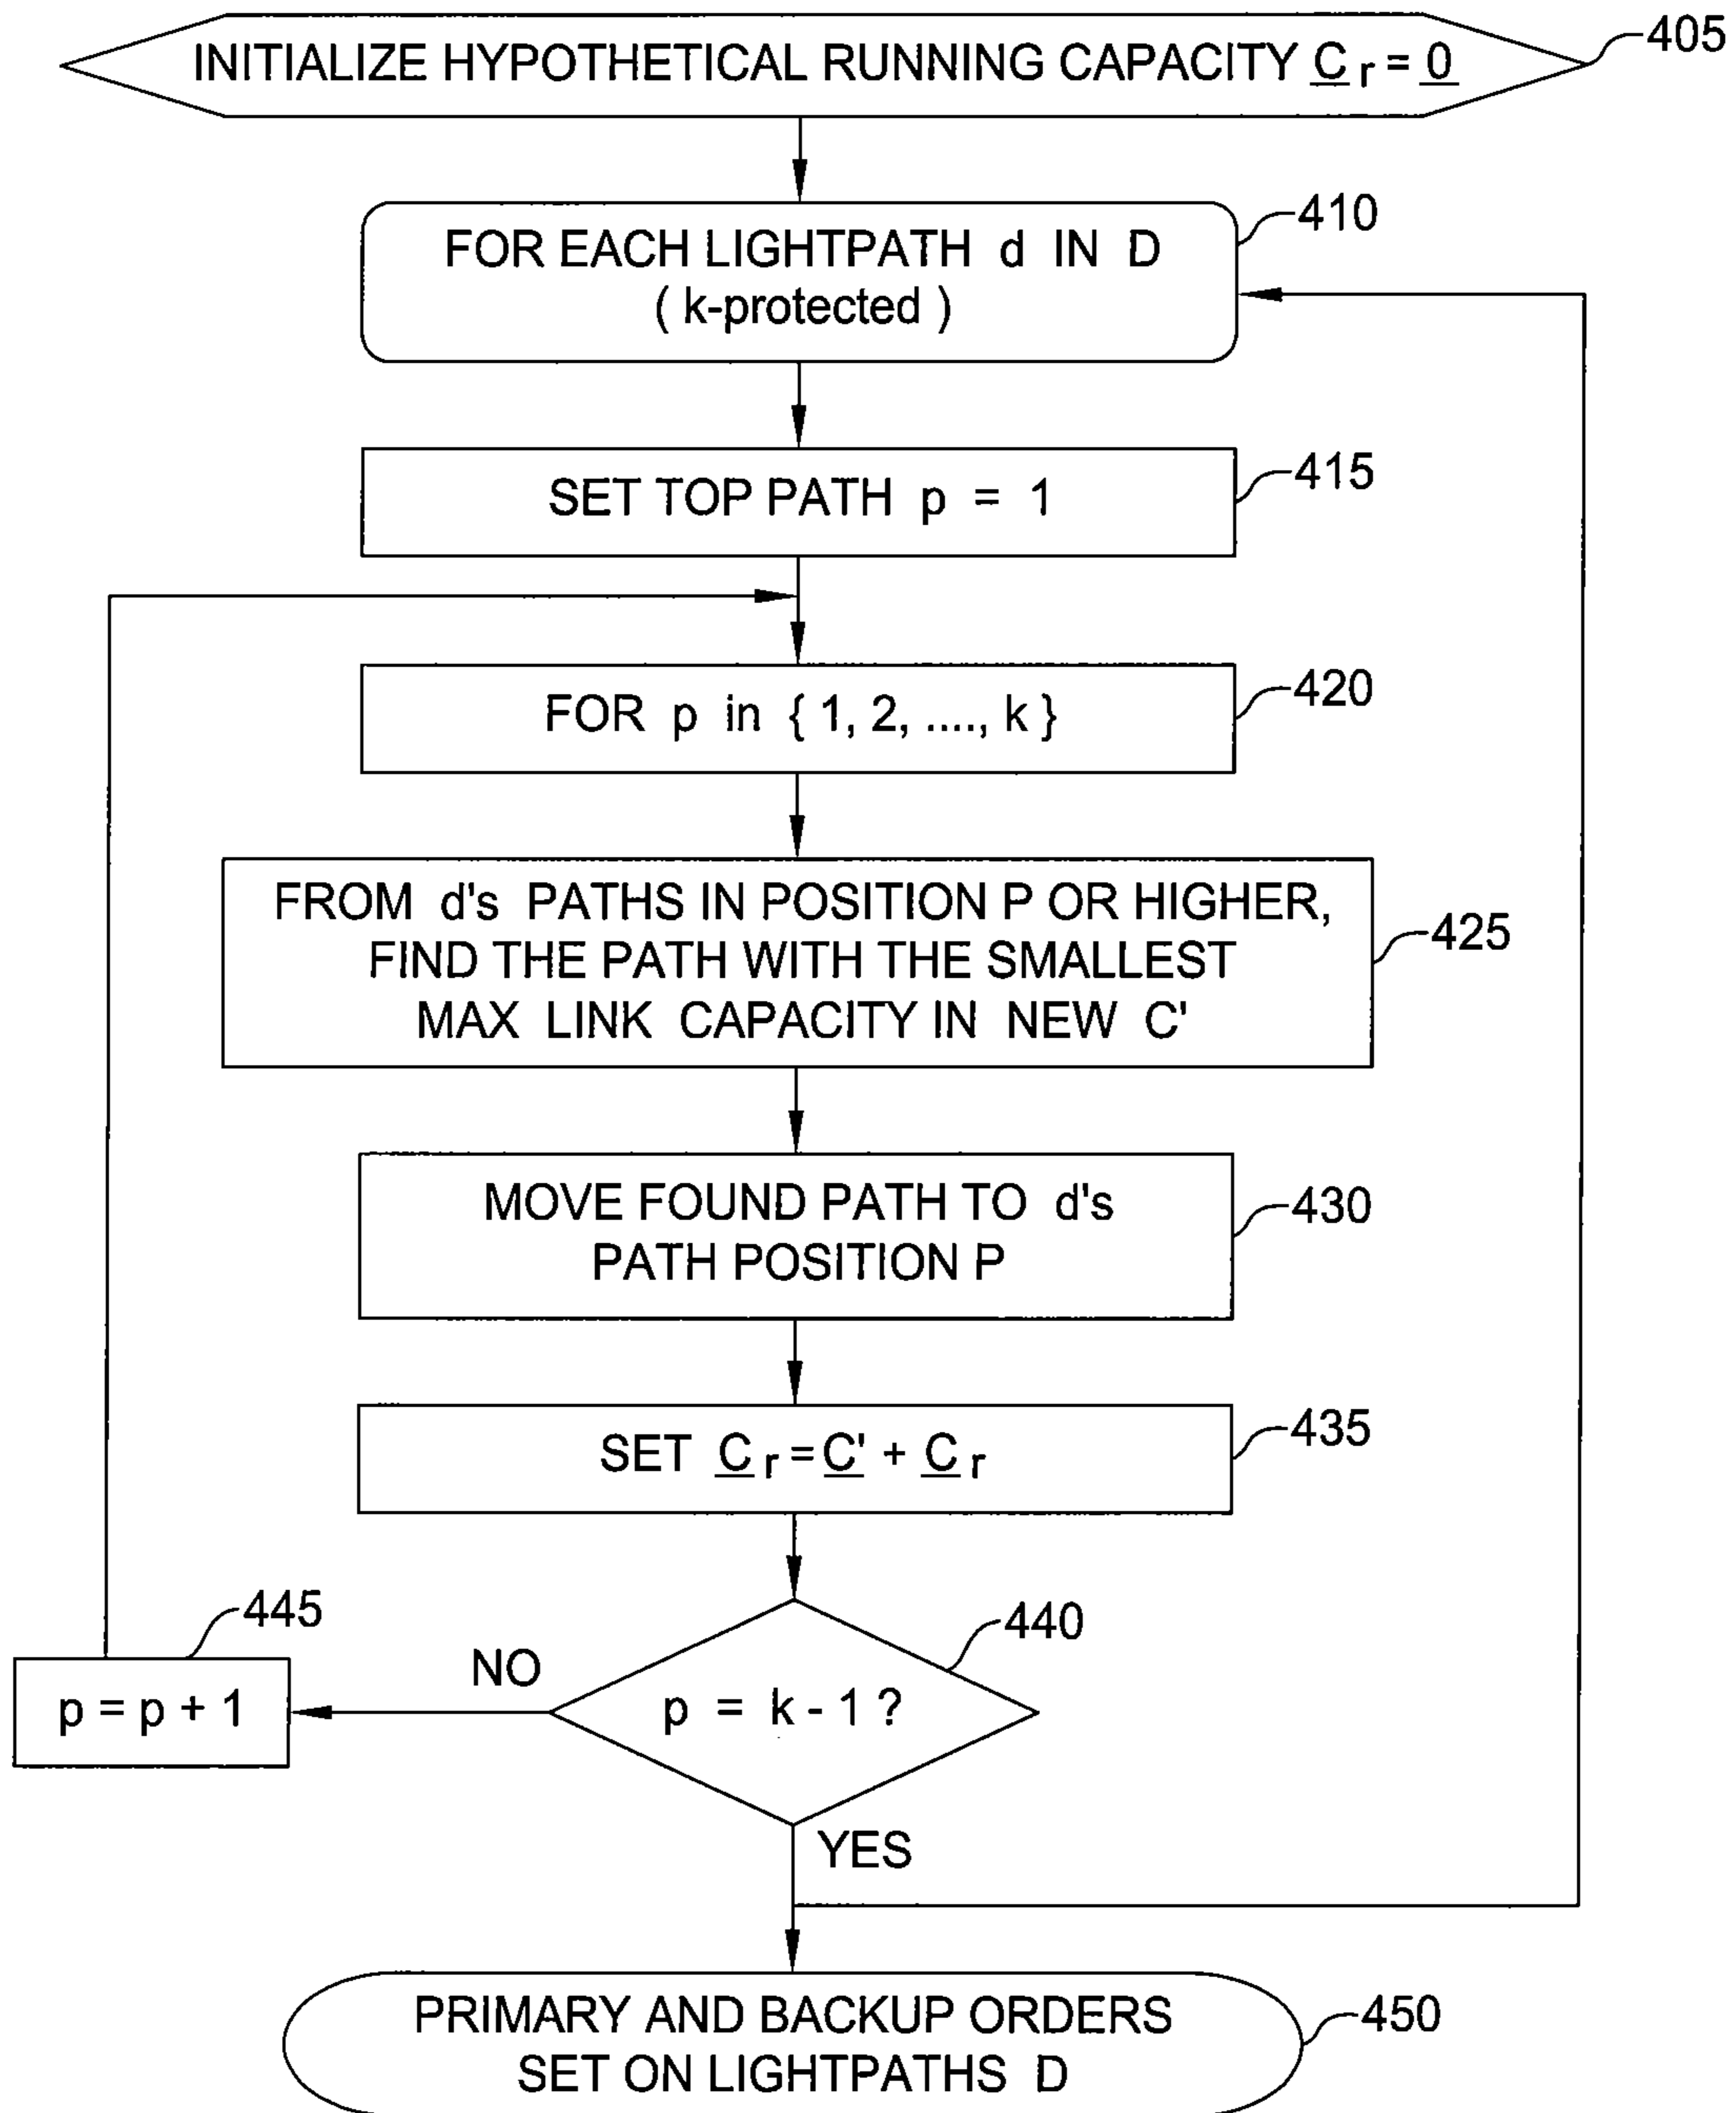 INITIALIZE HYPOTHETICAL RUNNING CAPACITY C r = 0
405
FOR EACH LIGHTPATH d IN D
( k-protected )
410
SET TOP PATH p = 1
415
FOR p in { 1, 2, ...., k }
420
FROM d's PATHS IN POSITION P OR HIGHER,
FIND THE PATH WITH THE SMALLEST
MAX LINK CAPACITY IN NEW C'
425
MOVE FOUND PATH TO d's
PATH POSITION P
430
SET C r = C' + C r
435
p = k - 1 ?
440
NO
445
p = p + 1
YES
PRIMARY AND BACKUP ORDERS
SET ON LIGHTPATHS D
450